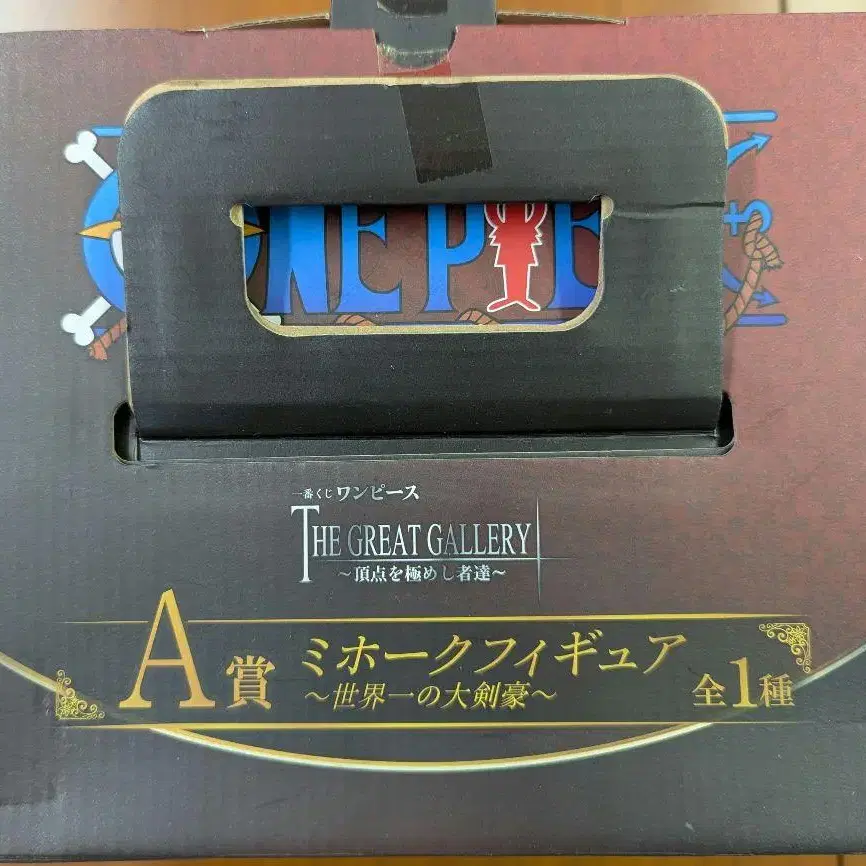 ONE PIECE
一番くじ ワンピース
THE GREAT GALLERY
～頂点を極めし者達～
A賞 ミホークフィギュア 全1種
～世界一の大剣豪～